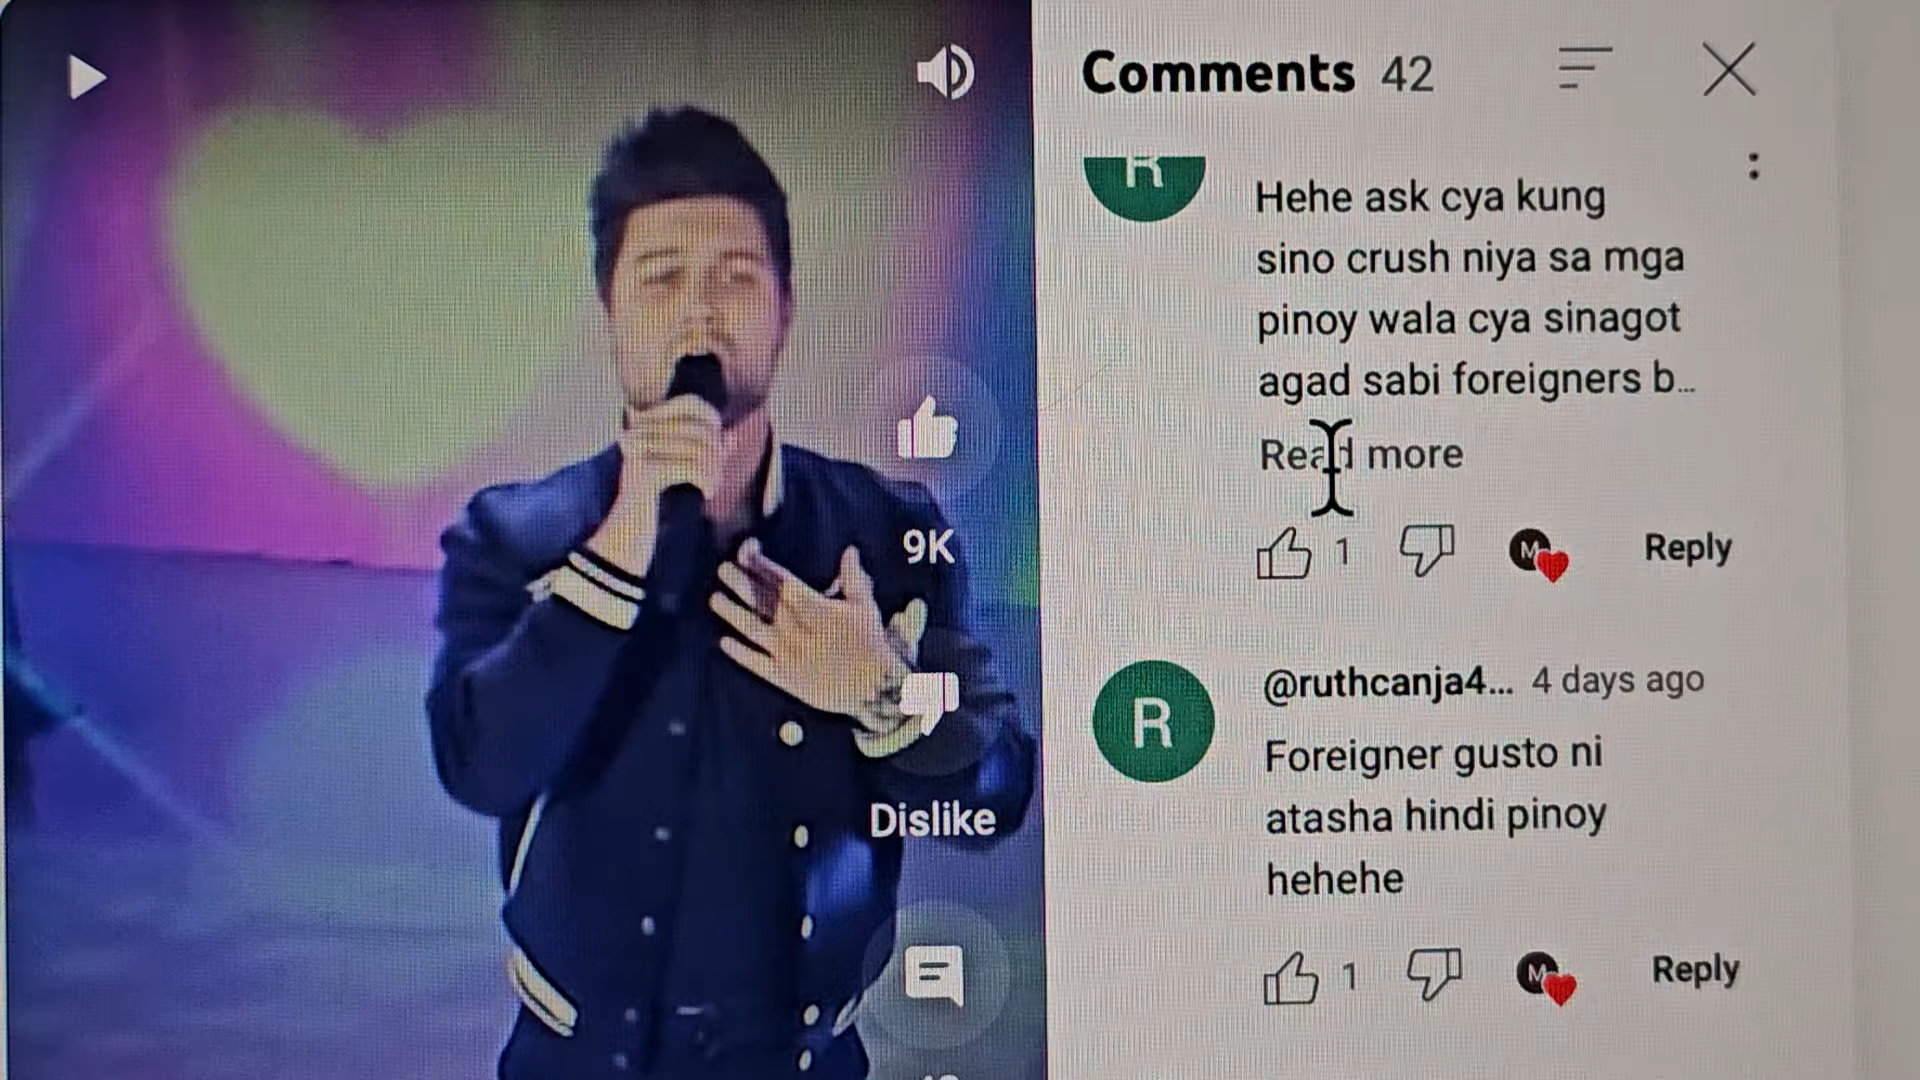 Comments 42
R
Hehe ask cya kung
sino crush niya sa mga
pinoy wala cya sinagot
agad sabi foreigners b...
Read more
1
M
Reply
9K
@ruthcanja4... 4 days ago
R
Foreigner gusto ni
atasha hindi pinoy
hehehe
Dislike
1
M
Reply